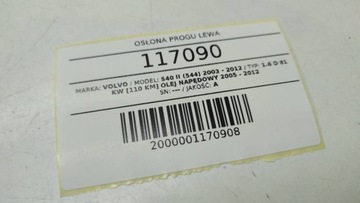 OSŁONA PROGU LEWA
117090
MARKA: VOLVO / MODEL: S40 II (544) 2003 - 2012 / TYP: 1.6 D 81
KW [110 KM] OLEJ NAPĘDOWY 2005 - 2012
SN: --- / JAKOŚĆ: A
2000001170908